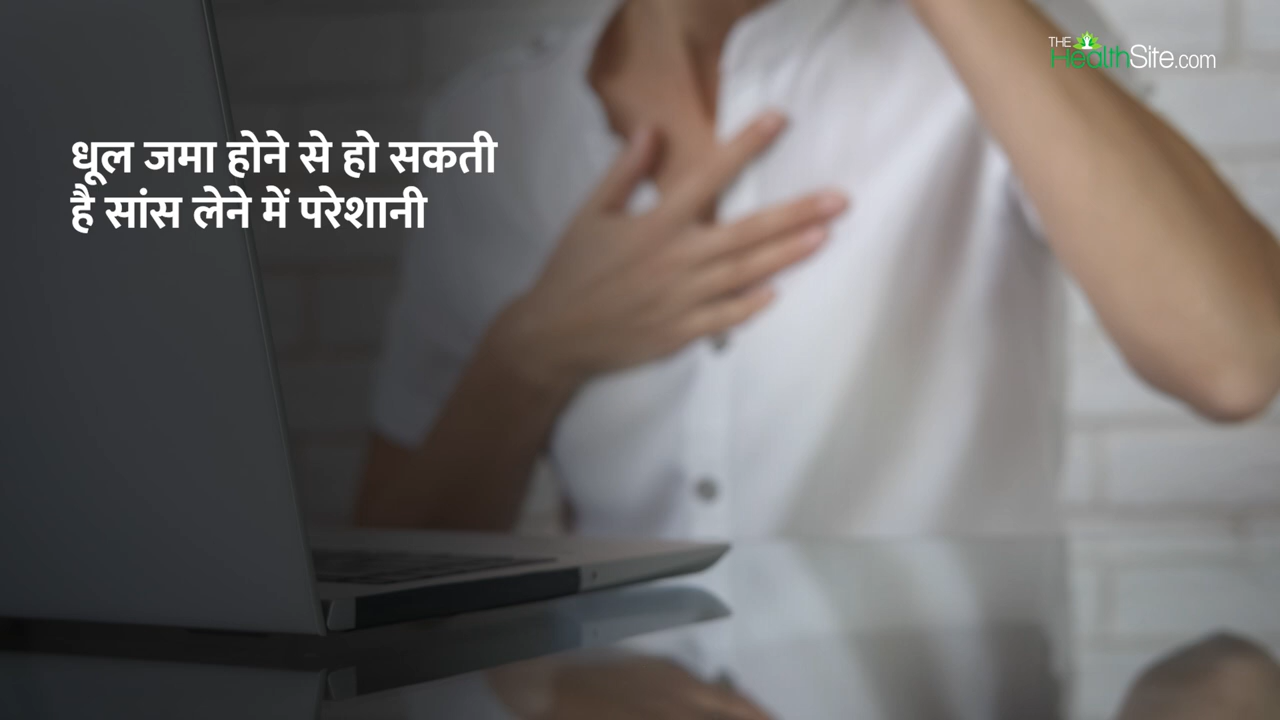 THE
HealthSite.com
धूल जमा होने से हो सकती
है सांस लेने में परेशानी